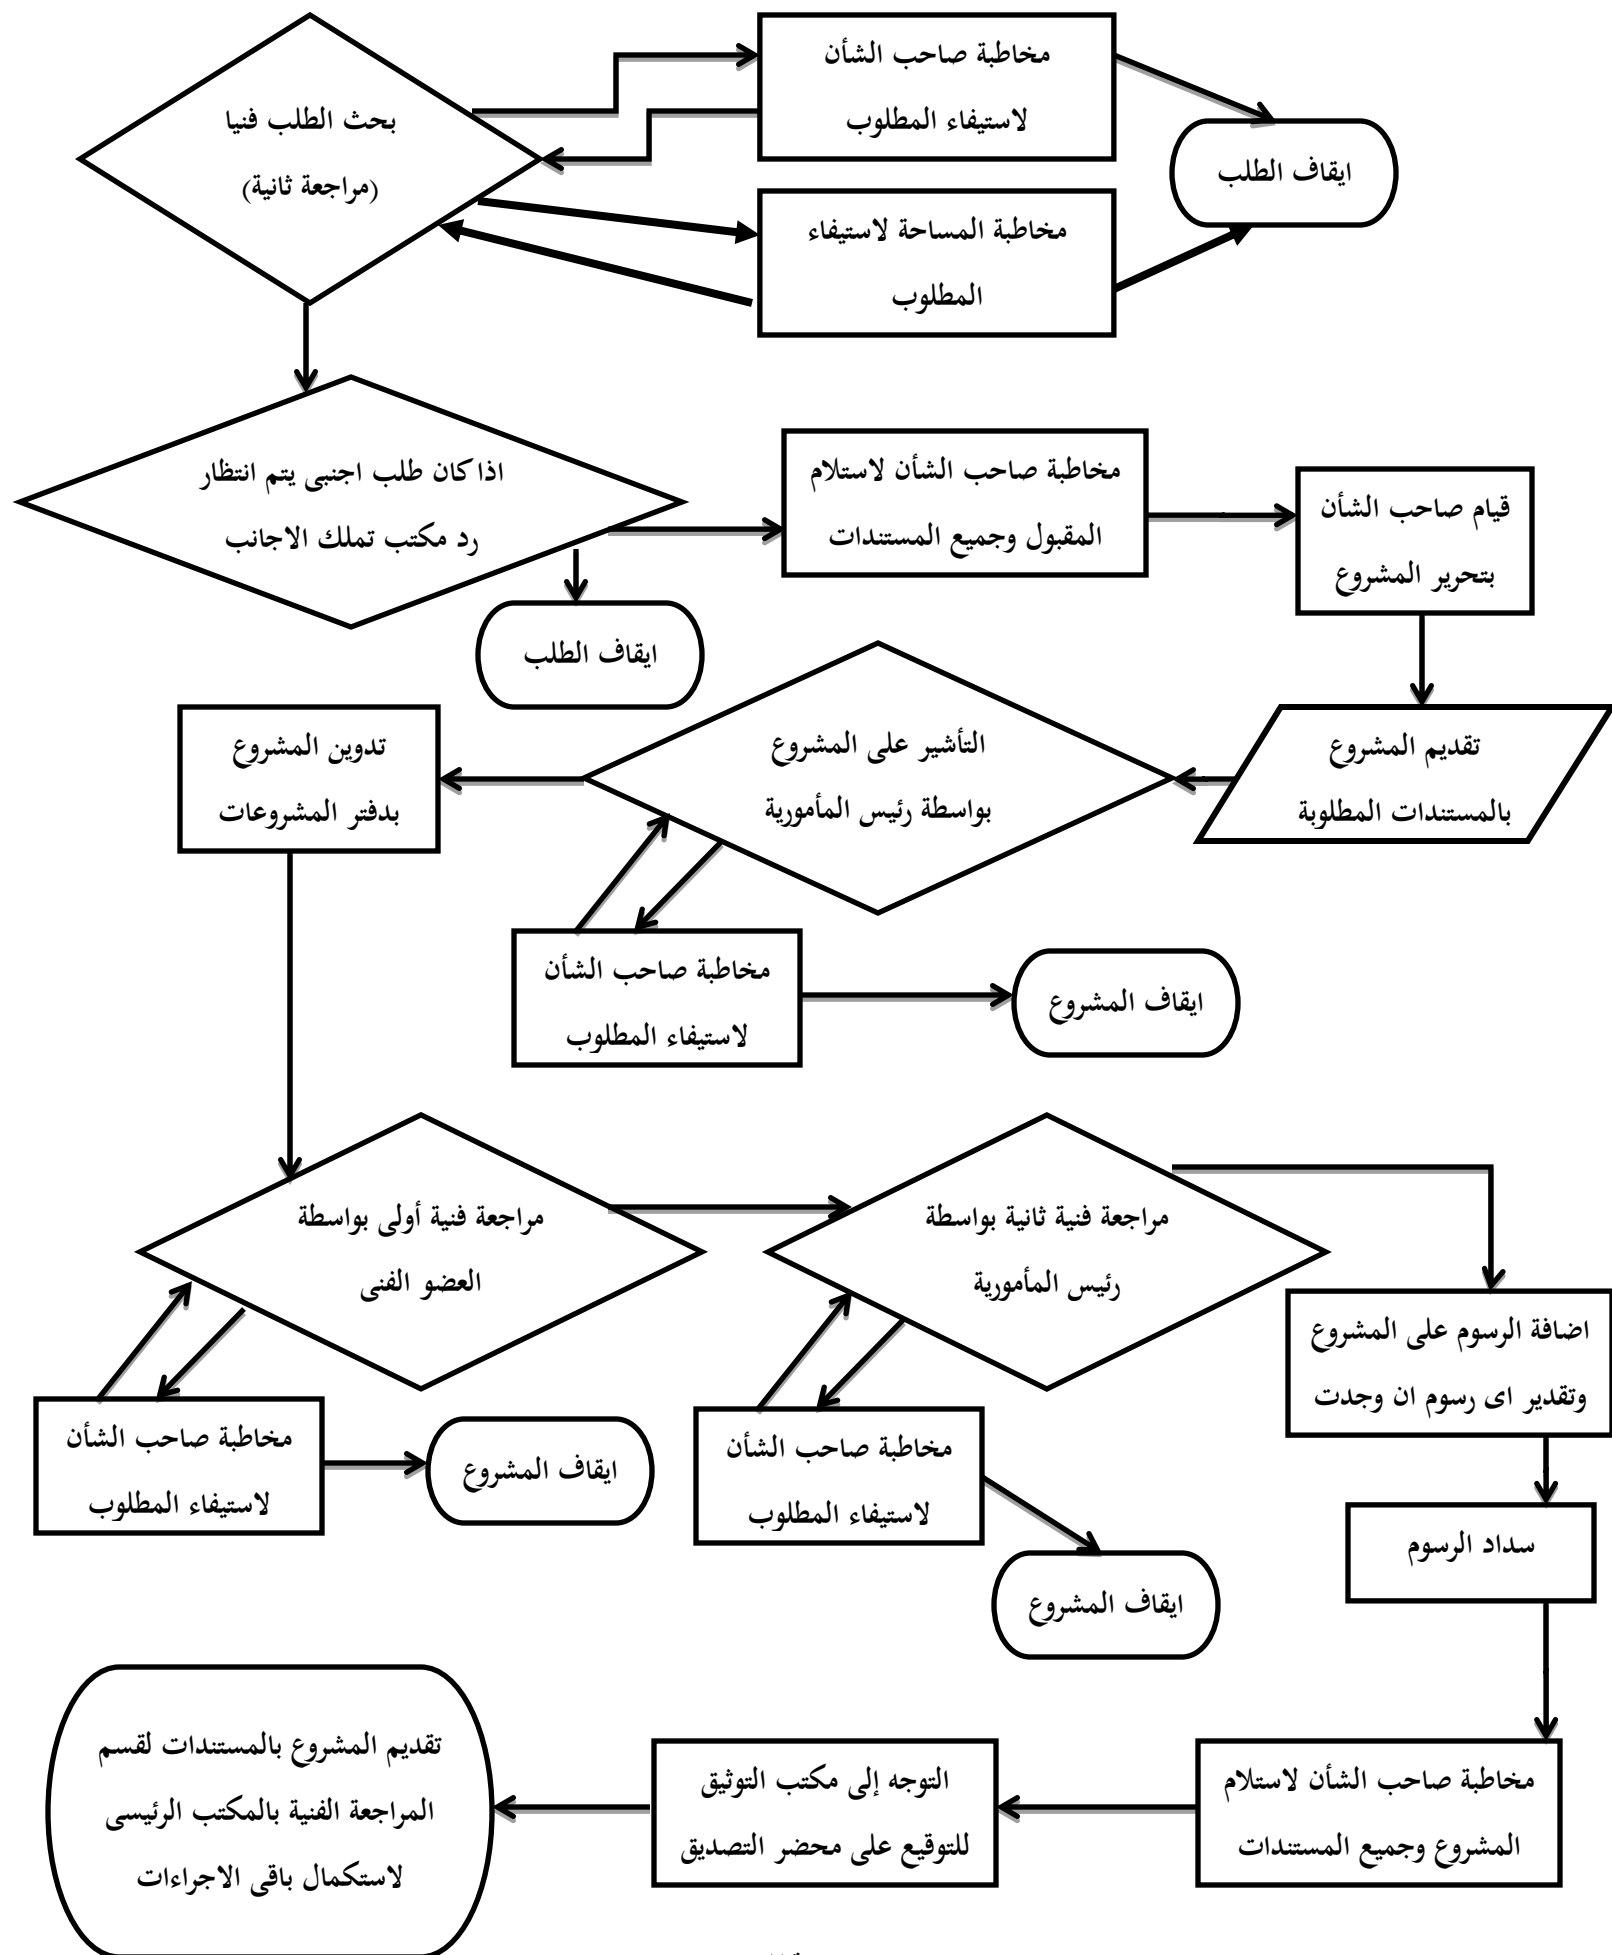 مخاطبة صاحب الشأن
لاستيفاء المطلوب
بحث الطلب فنيا
(مراجعة ثانية)
ايقاف الطلب
مخاطبة المساحة لاستيفاء
المطلوب
اذا كان طلب اجنبى يتم انتظار
رد مكتب تملك الاجانب
مخاطبة صاحب الشأن لاستلام
المقبول وجميع المستندات
قيام صاحب الشأن
بتحرير المشروع
ايقاف الطلب
تقديم المشروع
بالمستندات المطلوبة
التأشير على المشروع
بواسطة رئيس المأمورية
تدوين المشروع
بدفتر المشروعات
مخاطبة صاحب الشأن
لاستيفاء المطلوب
ايقاف المشروع
مراجعة فنية أولى بواسطة
العضو الفنى
مراجعة فنية ثانية بواسطة
رئيس المأمورية
اضافة الرسوم على المشروع
وتقدير اى رسوم ان وجدت
مخاطبة صاحب الشأن
لاستيفاء المطلوب
ايقاف المشروع
مخاطبة صاحب الشأن
لاستيفاء المطلوب
ايقاف المشروع
سداد الرسوم
مخاطبة صاحب الشأن لاستلام
المشروع وجميع المستندات
التوجه إلى مكتب التوثيق
للتوقيع على محضر التصديق
تقديم المشروع بالمستندات لقسم
المراجعة الفنية بالمكتب الرئيسى
لاستكمال باقى الاجراءات